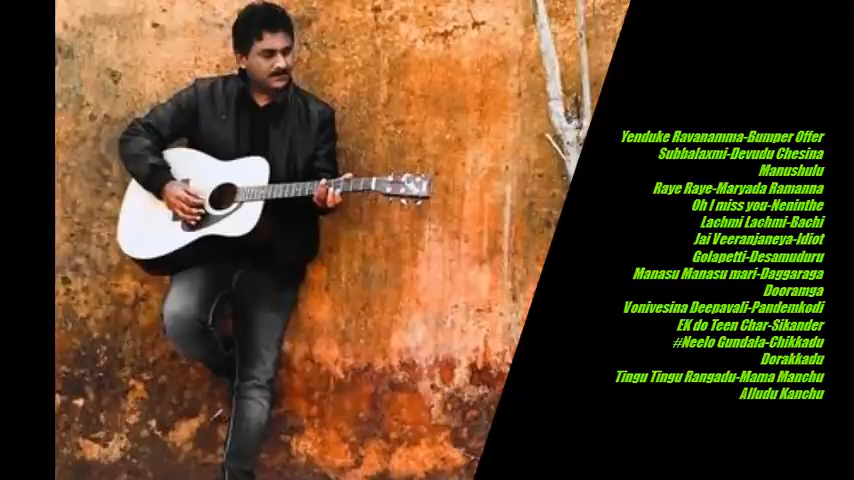 Yenduke Ravanamma-Bumper Offer
Subbalaxmi-Devudu Chesina
Manushulu
Raye Raye-Maryada Ramanna
Oh I miss you-Neninthe
Lachmi Lachmi-Bachi
Jai Veeranjaneya-Idiot
Golapetti-Desamuduru
Manasu Manasu mari-Daggaraga
Dooramga
Vonivesina Deepavali-Pandemkodi
EK do Teen Char-Sikander
#Neelo Gundala-Chikkadu
Dorakkadu
Tingu Tingu Rangadu-Mama Manchu
Alludu Kanchu